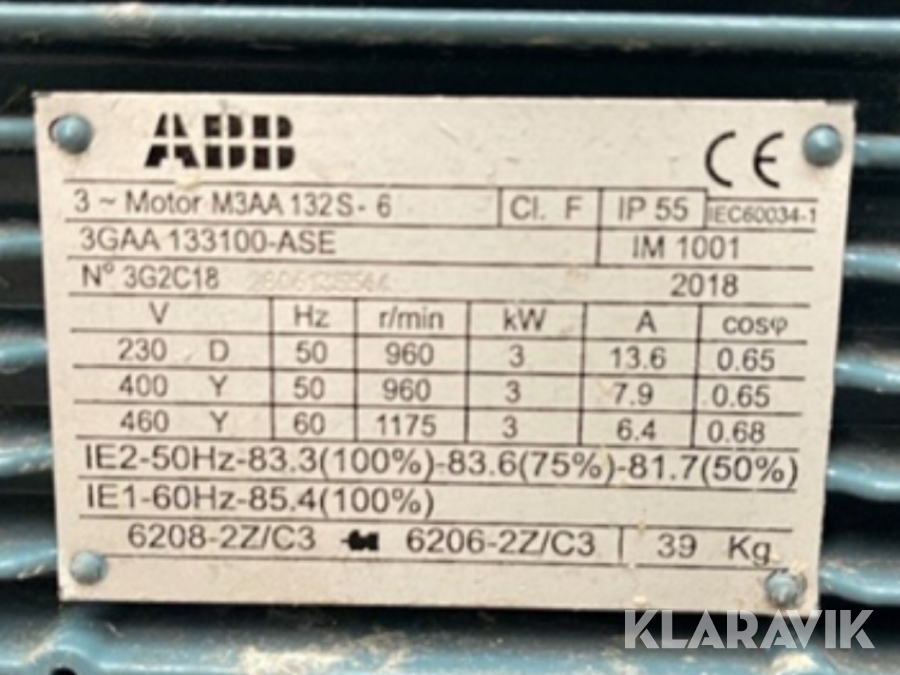 ABB
CE
3 ~ Motor M3AA 132S - 6 Cl. F IP 55 IEC60034-1
3GAA 133100-ASE IM 1001
Nº 3G2C18 2018
V Hz r/min kW A cosφ
230 D 50 960 3 13.6 0.65
400 Y 50 960 3 7.9 0.65
460 Y 60 1175 3 6.4 0.68
IE2-50Hz-83.3(100%)-83.6(75%)-81.7(50%)
IE1-60Hz-85.4(100%)
6208-2Z/C3 6206-2Z/C3 39 Kg
KLARAVIK